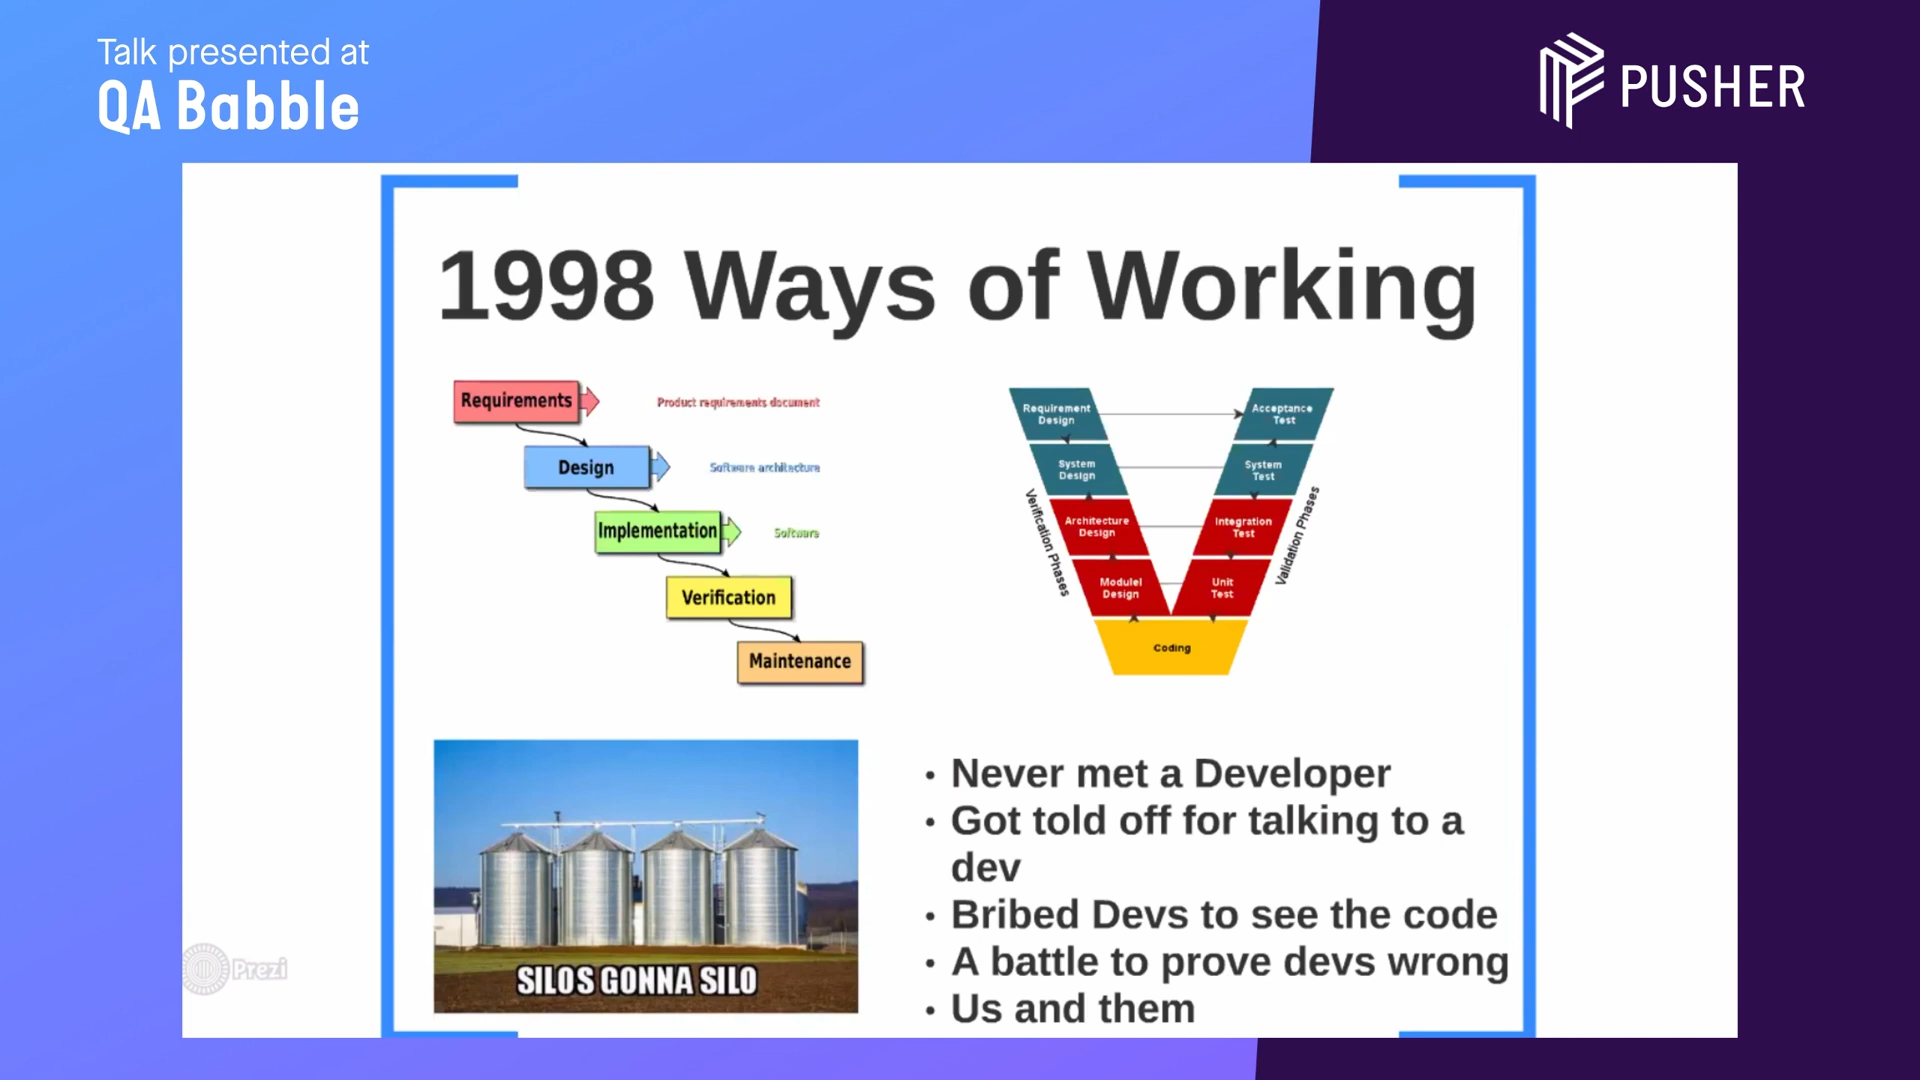 Talk presented at
QA Babble
PUSHER
1998 Ways of Working
Requirements
Product requirements document
Design
Software architecture
Implementation
Software
Verification
Maintenance
Requirement
Design
Acceptance
Test
System
Design
System
Test
Architecture
Design
Integration
Test
Modulel
Design
Unit
Test
Coding
Verification Phases
Validation Phases
SILOS GONNA SILO
• Never met a Developer
• Got told off for talking to a
dev
• Bribed Devs to see the code
• A battle to prove devs wrong
• Us and them
Prezi